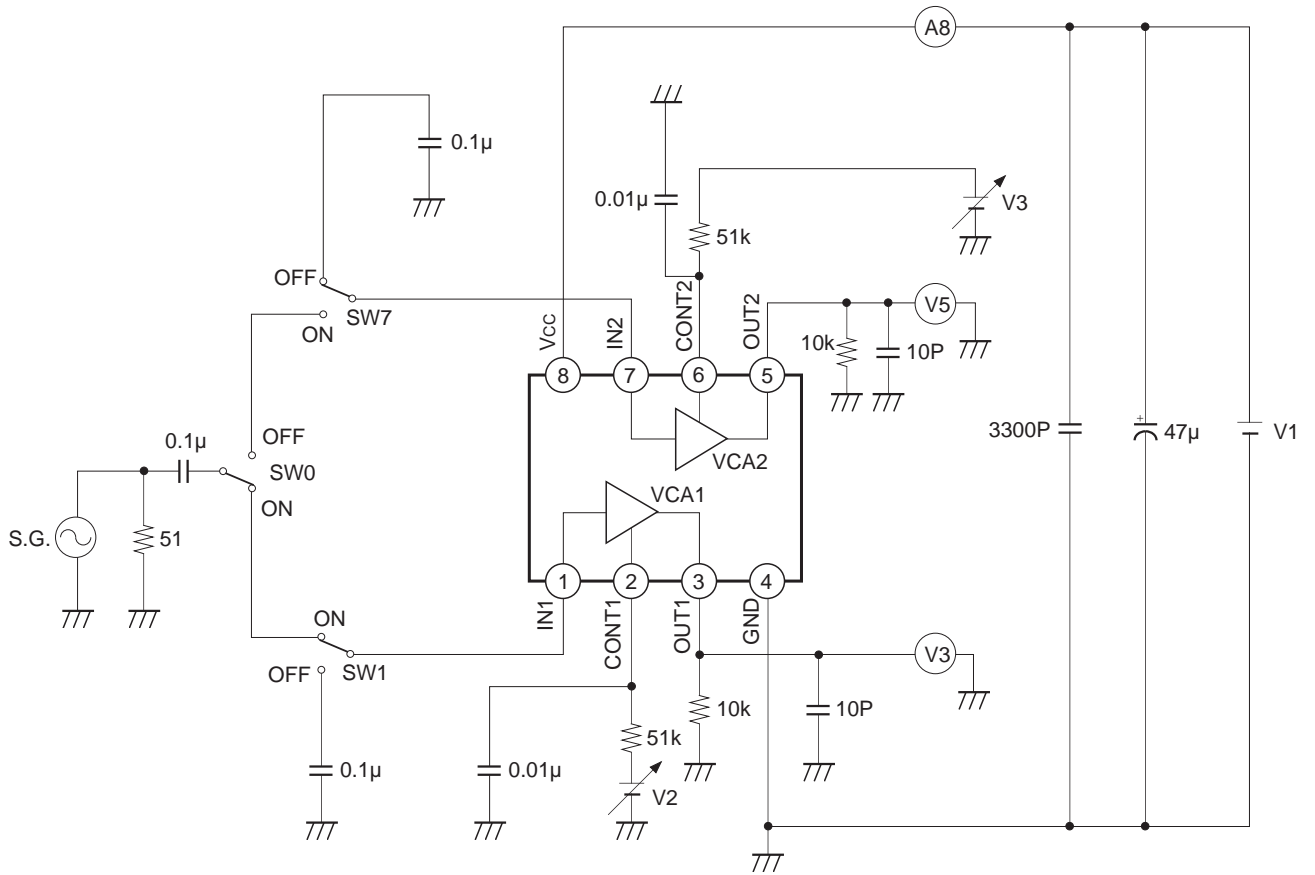 A8
0.1µ
0.01µ
V3
51k
OFF
SW7
ON
VCC
IN2
CONT2
OUT2
V5
10k
10P
8
7
6
5
3300P
+
47µ
V1
VCA2
OFF
0.1µ
SW0
ON
VCA1
S.G.
51
1
2
3
4
IN1
CONT1
OUT1
GND
ON
SW1
OFF
V3
10k
10P
51k
0.1µ
0.01µ
V2